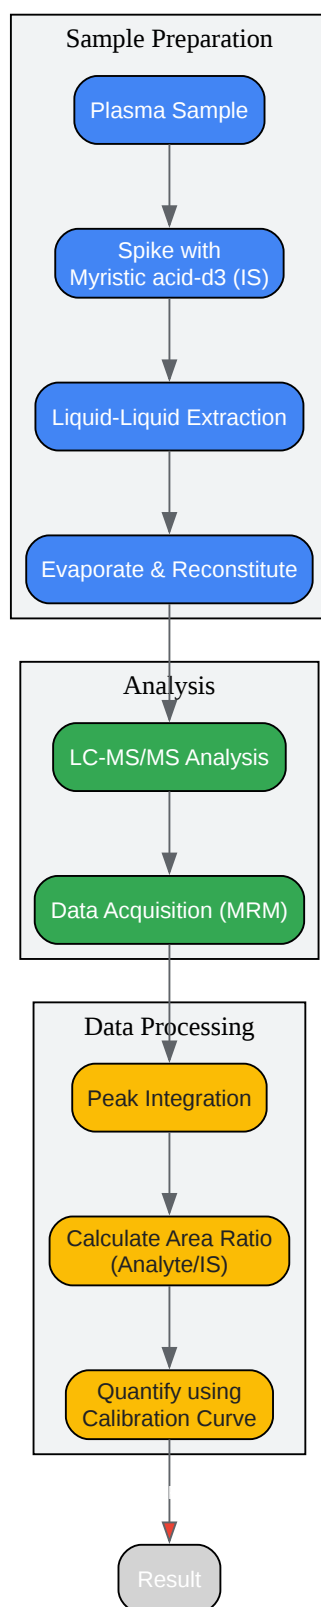 Sample Preparation
Plasma Sample
Spike with
Myristic acid-d3 (IS)
Liquid-Liquid Extraction
Evaporate & Reconstitute
Analysis
LC-MS/MS Analysis
Data Acquisition (MRM)
Data Processing
Peak Integration
Calculate Area Ratio
(Analyte/IS)
Quantify using
Calibration Curve
Result